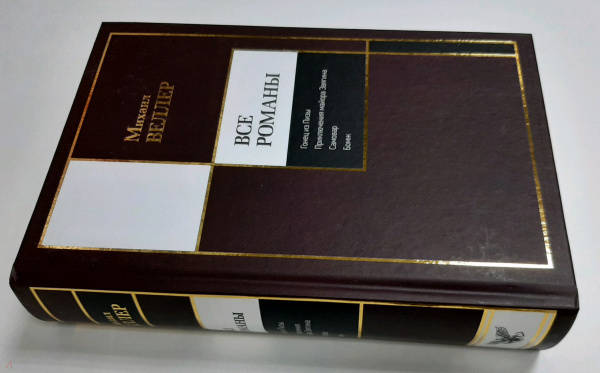 Михаил
ВЕЛЛЕР
ВСЕ
РОМАНЫ
Гонец из Пизы
Приключения майора Звягина
Самовар
Бомж